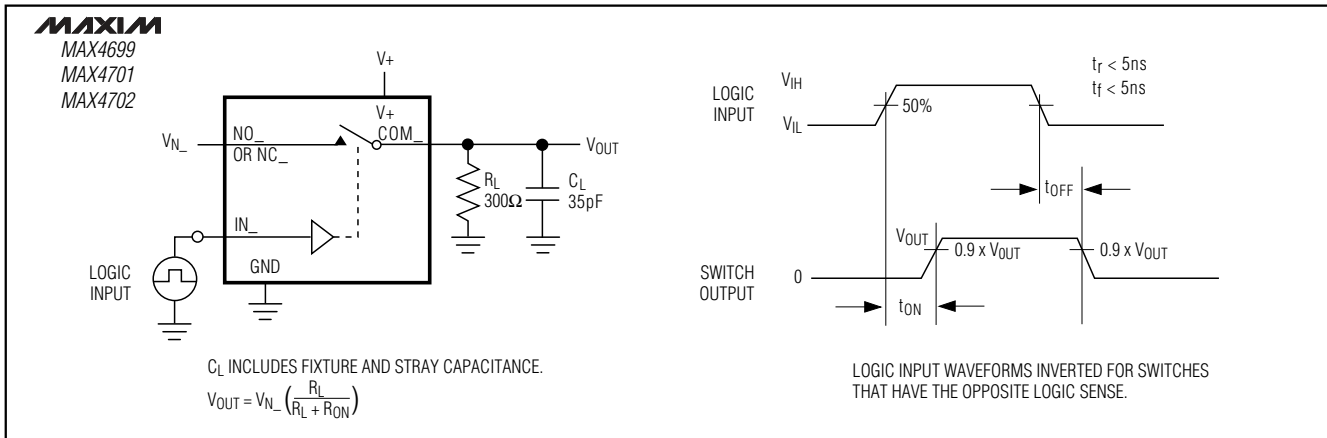 MAXIM
MAX4699
MAX4701
MAX4702
V+
V+
VN_
NO_
OR NC_
COM_
VOUT
RL
300Ω
CL
35pF
IN_
GND
LOGIC
INPUT
CL INCLUDES FIXTURE AND STRAY CAPACITANCE.
VOUT = VN_ (RL / RL + RON)
LOGIC
INPUT
VIH
VIL
50%
tr < 5ns
tf < 5ns
tOFF
SWITCH
OUTPUT
VOUT
0
0.9 x VOUT
0.9 x VOUT
tON
LOGIC INPUT WAVEFORMS INVERTED FOR SWITCHES
THAT HAVE THE OPPOSITE LOGIC SENSE.